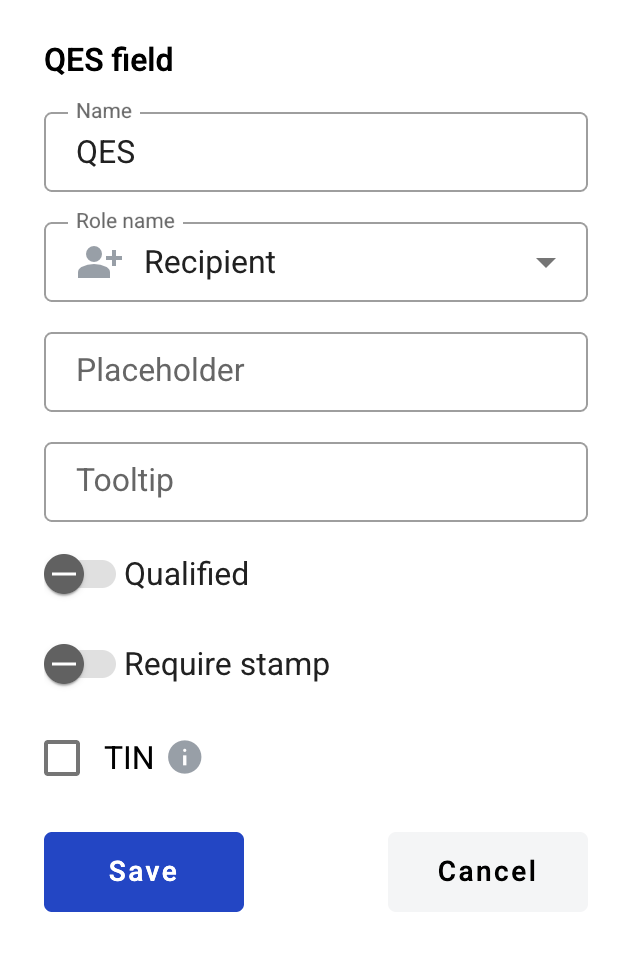 QES field
Name
QES
Role name
Recipient
Placeholder
Tooltip
Qualified
Require stamp
TIN
Save
Cancel